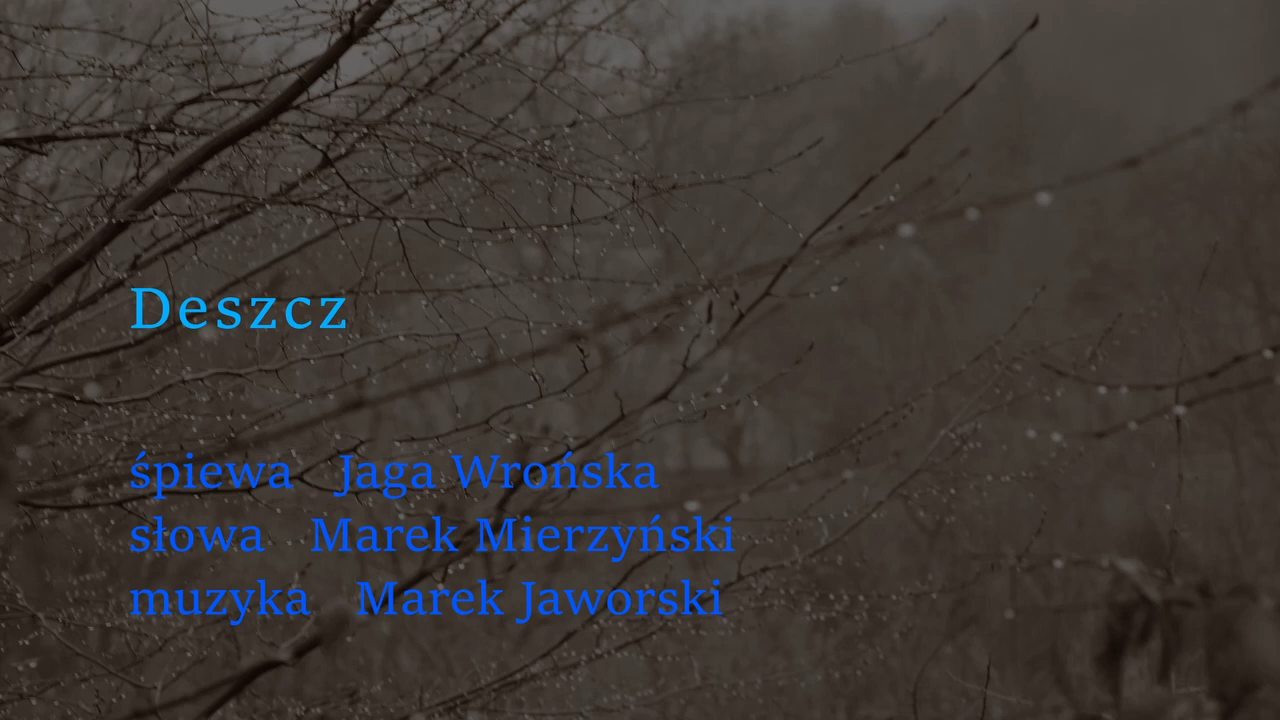 Deszcz
śpiewa Jaga Wrońska
słowa Marek Mierzyński
muzyka Marek Jaworski